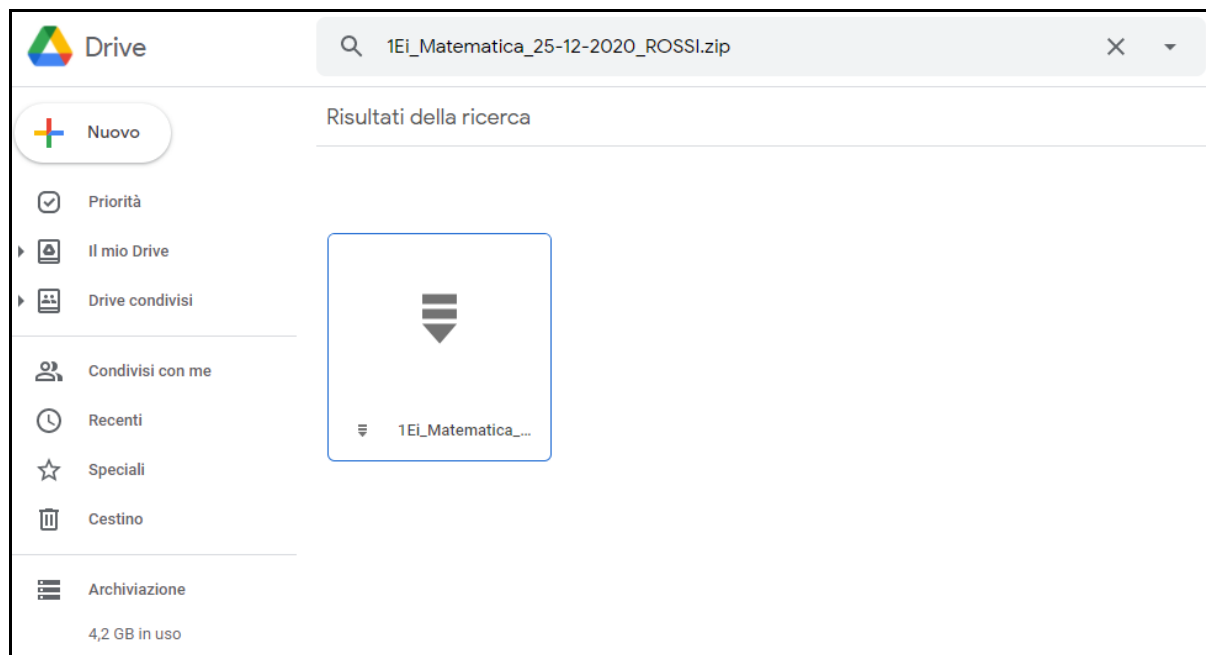 Drive
1Ei_Matematica_25-12-2020_ROSSI.zip
Nuovo
Risultati della ricerca
Priorità
Il mio Drive
Drive condivisi
Condivisi con me
Recenti
Speciali
Cestino
Archiviazione
4,2 GB in uso
1Ei_Matematica_...